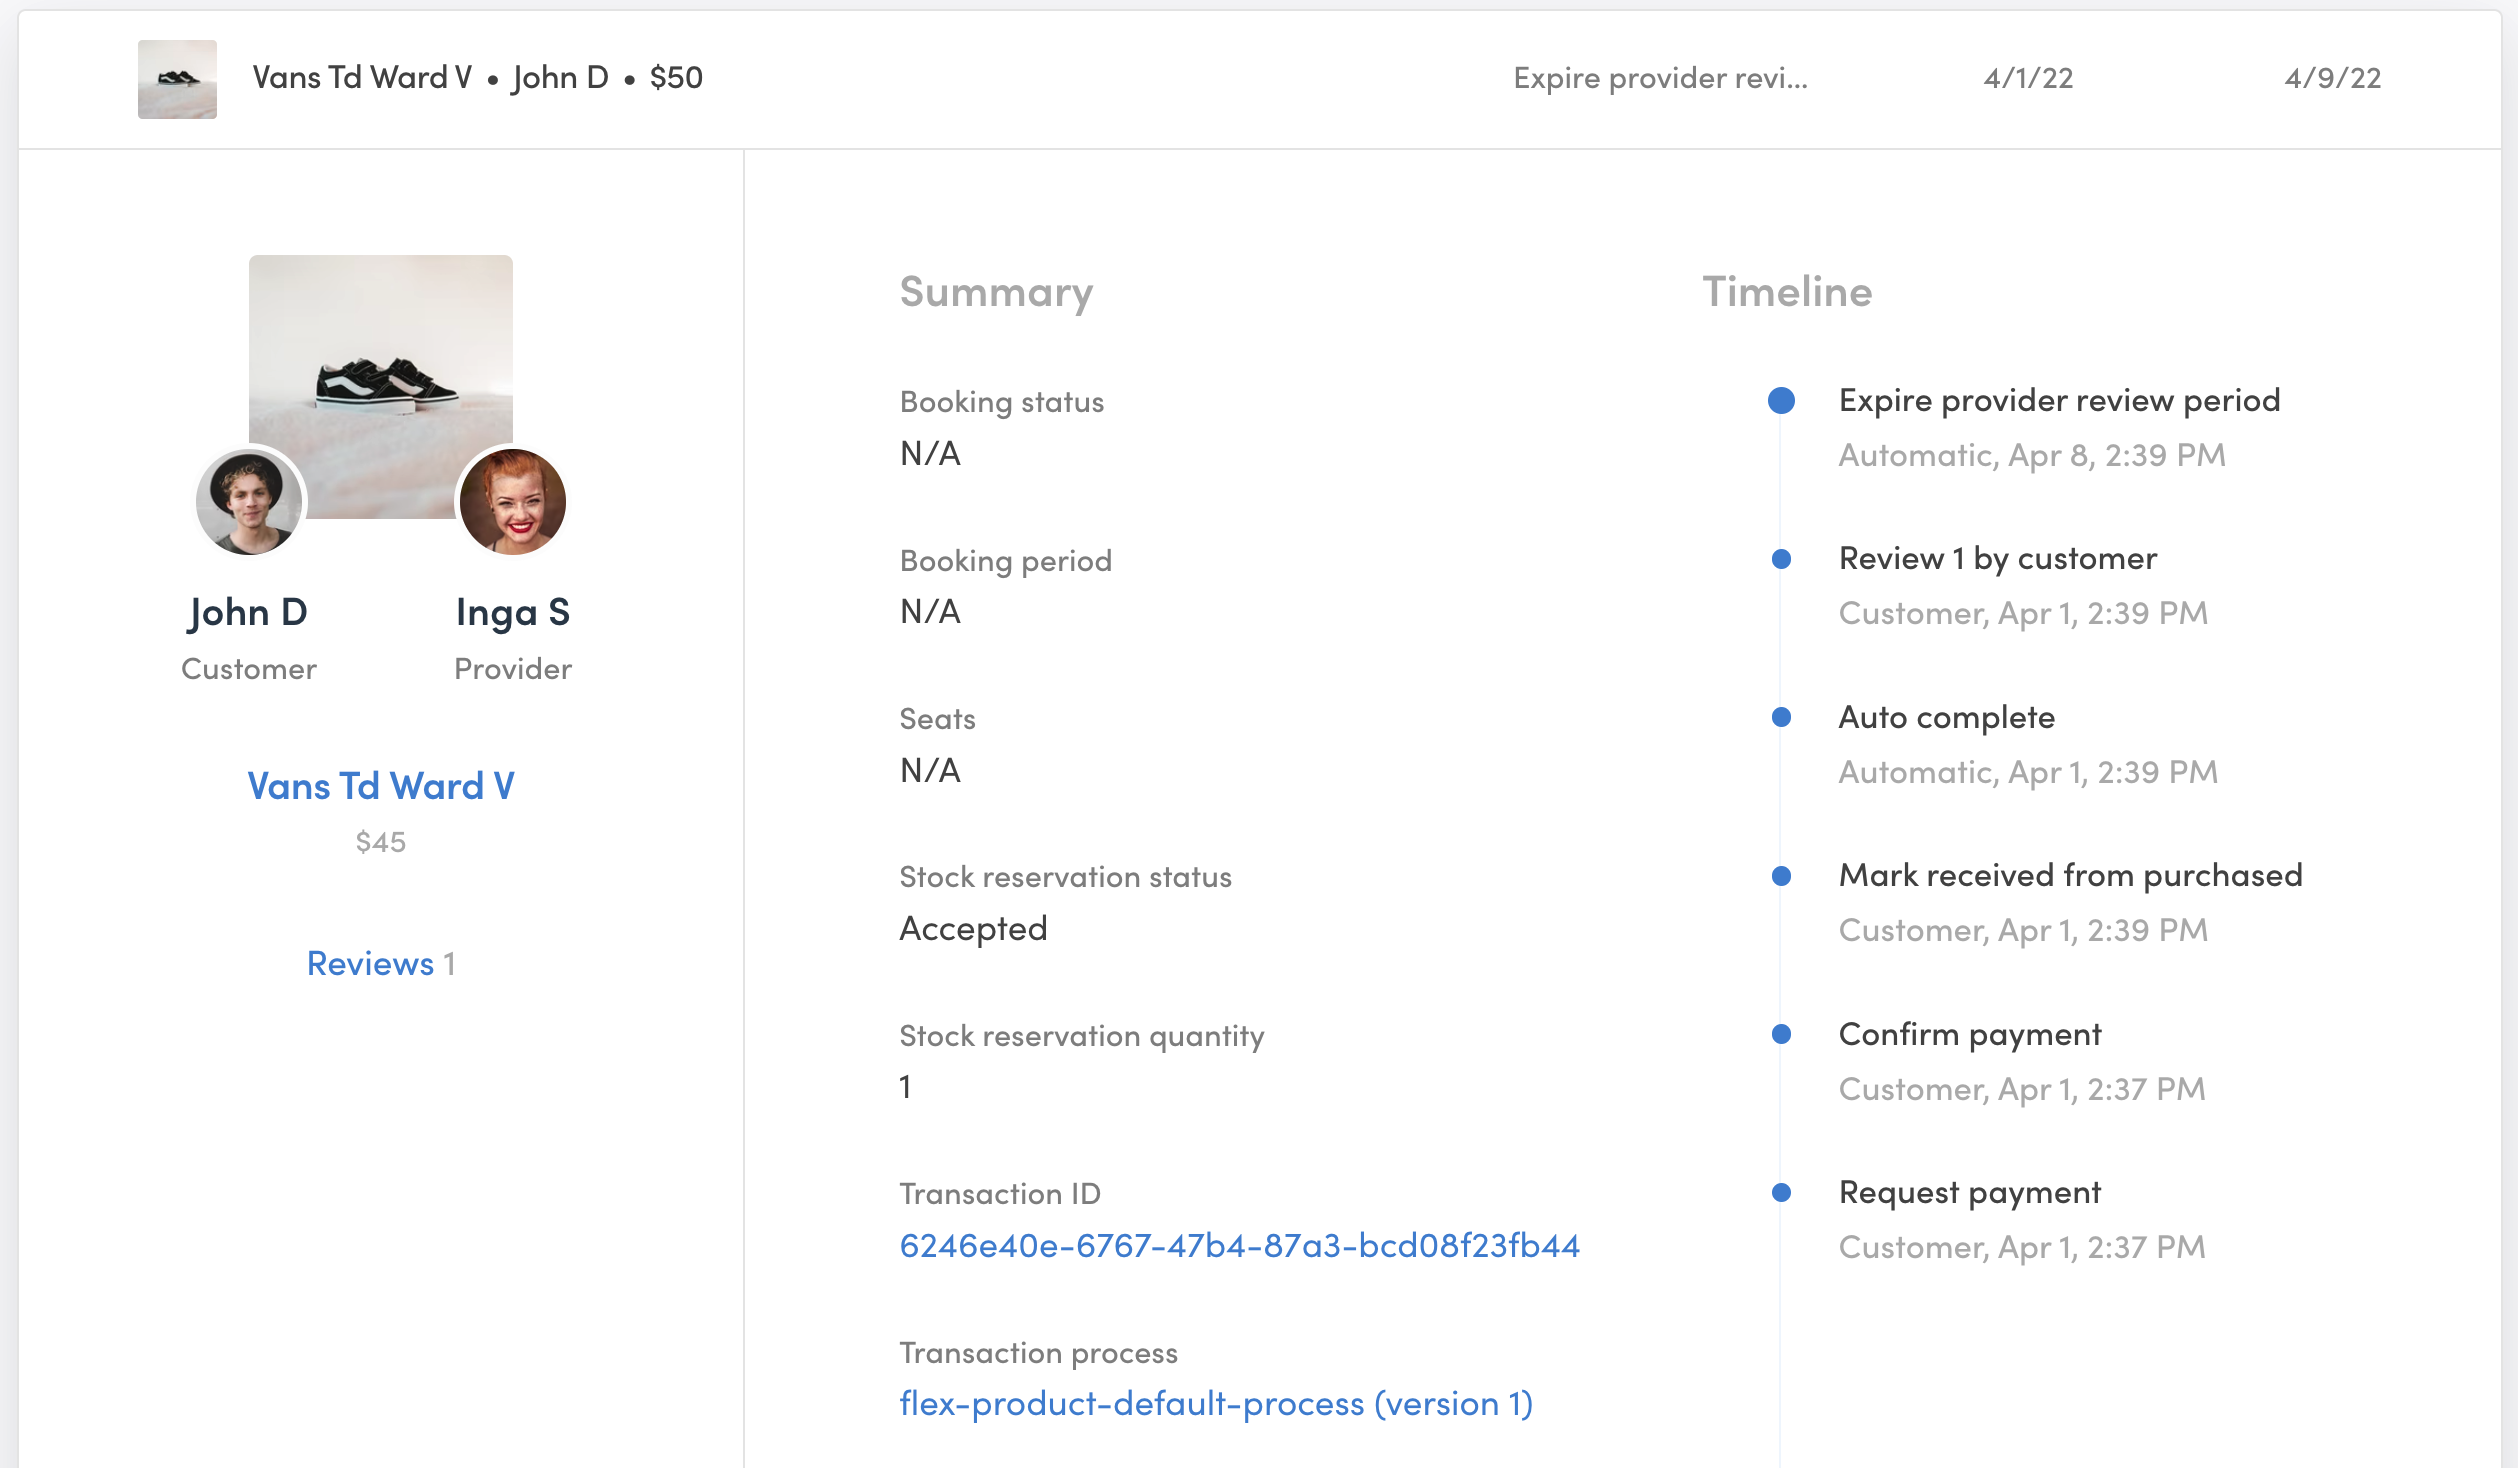 Vans Td Ward V • John D • $50
Expire provider revi...
4/1/22
4/9/22
John D
Customer
Inga S
Provider
Vans Td Ward V
$45
Reviews 1
Summary
Booking status
N/A
Booking period
N/A
Seats
N/A
Stock reservation status
Accepted
Stock reservation quantity
1
Transaction ID
6246e40e-6767-47b4-87a3-bcd08f23fb44
Transaction process
flex-product-default-process (version 1)
Timeline
Expire provider review period
Automatic, Apr 8, 2:39 PM
Review 1 by customer
Customer, Apr 1, 2:39 PM
Auto complete
Automatic, Apr 1, 2:39 PM
Mark received from purchased
Customer, Apr 1, 2:39 PM
Confirm payment
Customer, Apr 1, 2:37 PM
Request payment
Customer, Apr 1, 2:37 PM